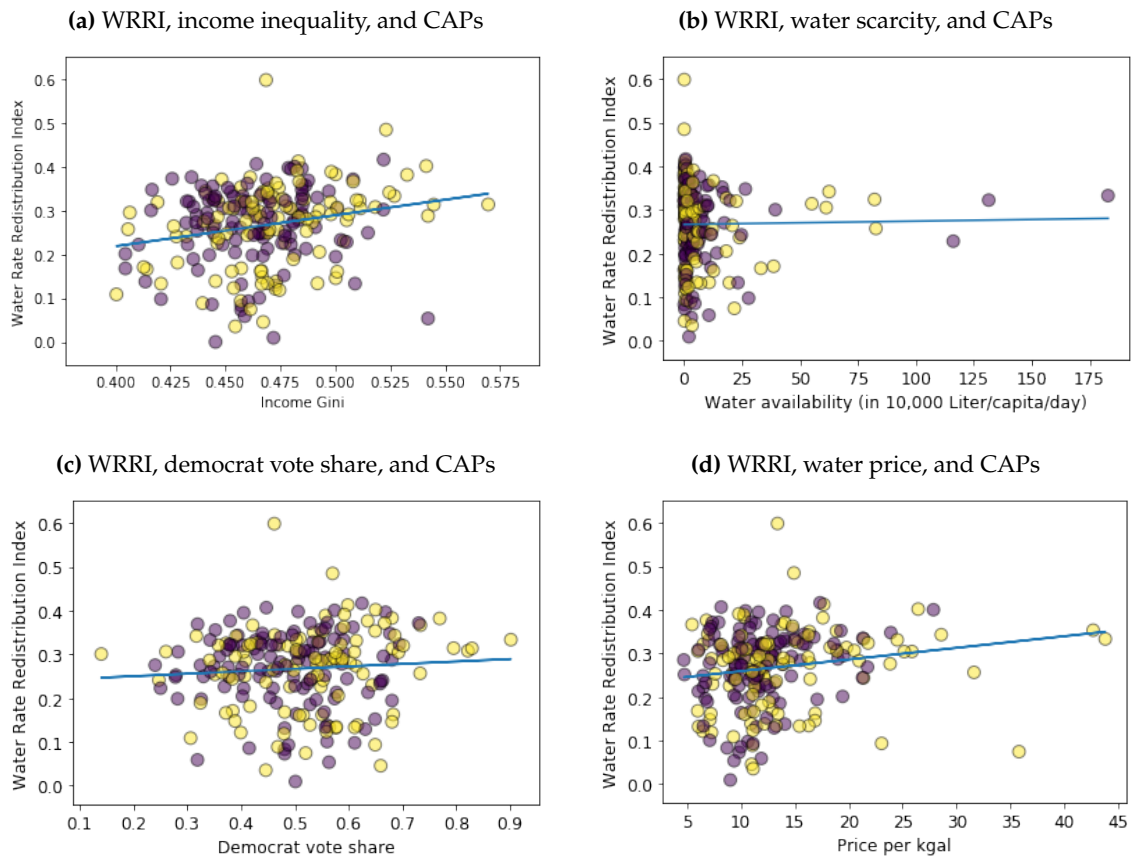 (a) WRRI, income inequality, and CAPs
Water Rate Redistribution Index
0.6
0.5
0.4
0.3
0.2
0.1
0.0
0.400 0.425 0.450 0.475 0.500 0.525 0.550 0.575
Income Gini
(b) WRRI, water scarcity, and CAPs
Water Rate Redistribution Index
0.6
0.5
0.4
0.3
0.2
0.1
0.0
0 25 50 75 100 125 150 175
Water availability (in 10,000 Liter/capita/day)
(c) WRRI, democrat vote share, and CAPs
Water Rate Redistribution Index
0.6
0.5
0.4
0.3
0.2
0.1
0.0
0.1 0.2 0.3 0.4 0.5 0.6 0.7 0.8 0.9
Democrat vote share
(d) WRRI, water price, and CAPs
Water Rate Redistribution Index
0.6
0.5
0.4
0.3
0.2
0.1
0.0
5 10 15 20 25 30 35 40 45
Price per kgal